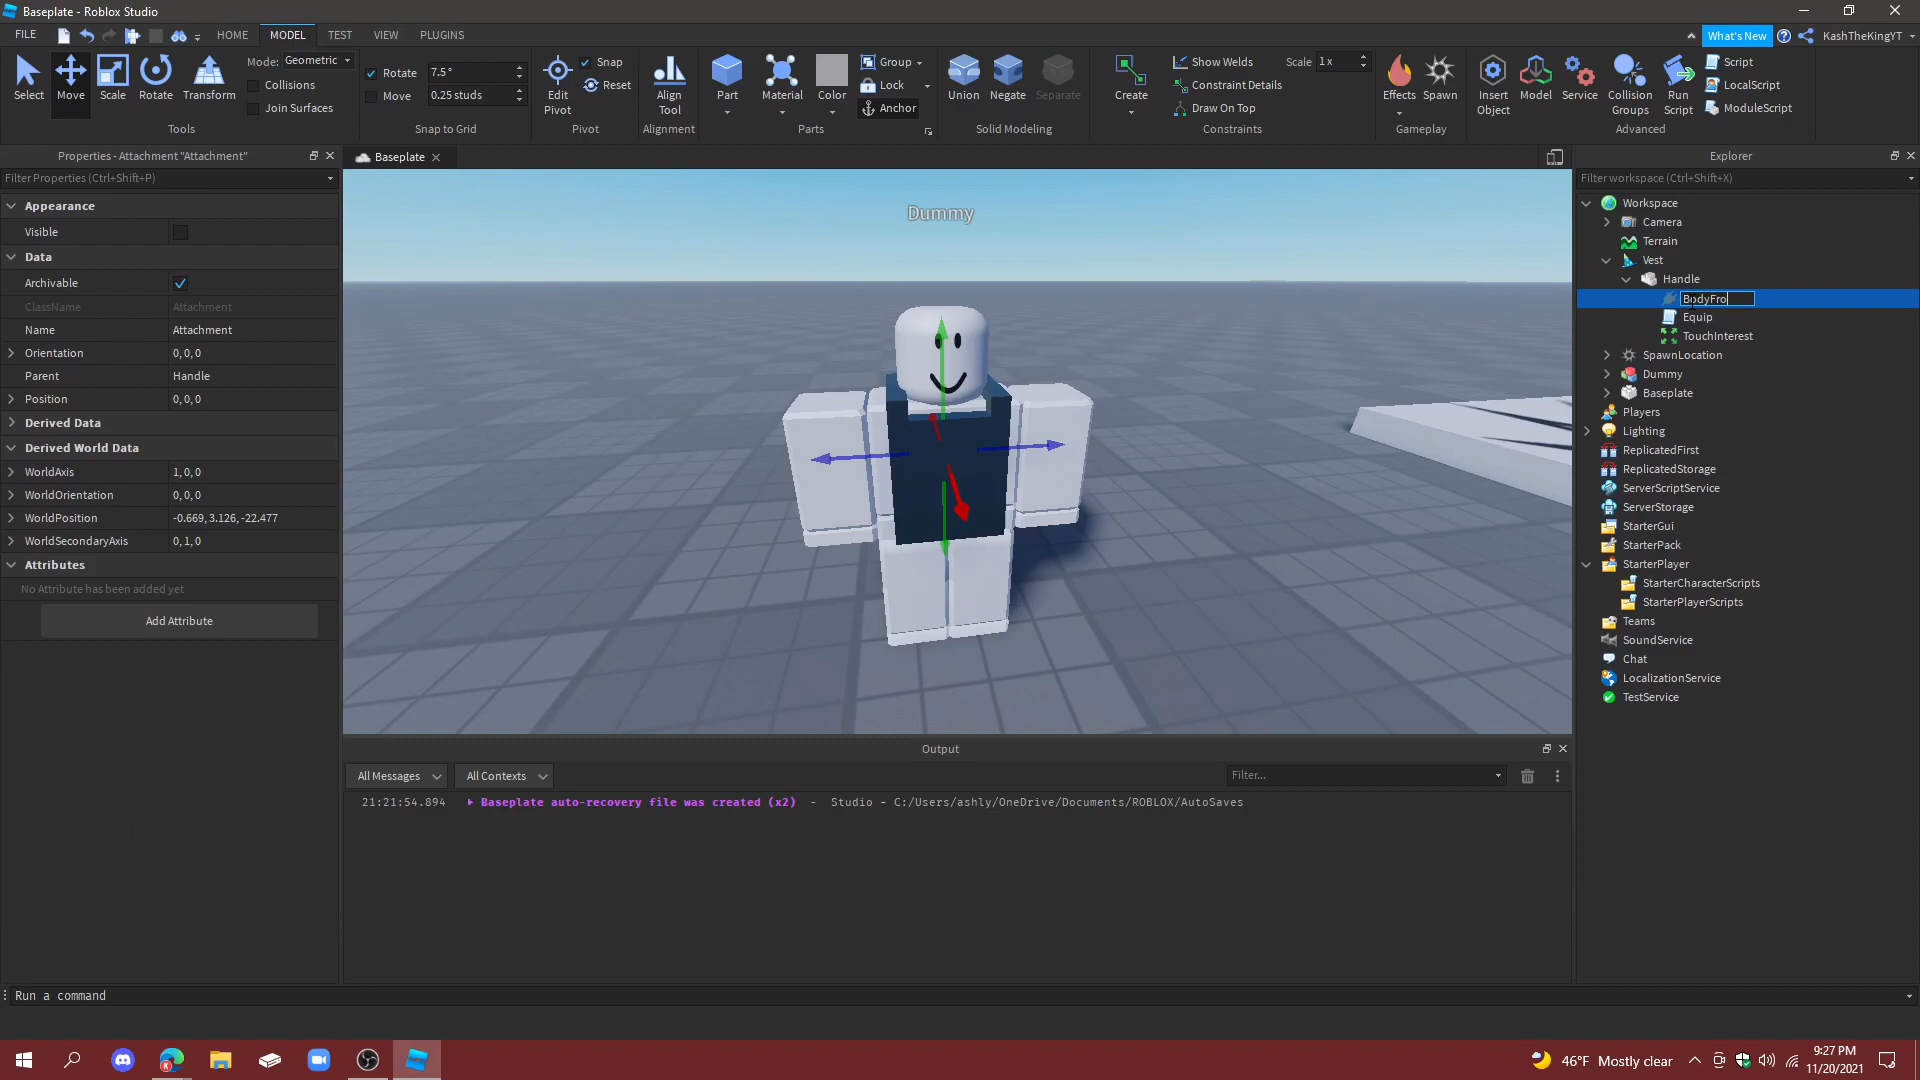 Baseplate - Roblox Studio
FILE HOME MODEL TEST VIEW PLUGINS What's New KashTheKingYT
Select Move Scale Rotate Transform
Mode: Geometric
Collisions
Join Surfaces
Tools
Rotate 7.5°
Move 0.25 studs
Snap to Grid
Edit Pivot
Snap
Reset
Pivot
Align Tool
Alignment
Part Material Color
Group
Lock
Anchor
Parts
Union Negate Separate
Solid Modeling
Create
Show Welds
Constraint Details
Draw On Top
Scale 1 x
Constraints
Effects Spawn
Gameplay
Insert Object
Model
Service
Collision Groups
Run Script
Script
LocalScript
ModuleScript
Advanced
Properties - Attachment "Attachment"
Filter Properties (Ctrl+Shift+P)
Appearance
Visible
Data
Archivable
ClassName Attachment
Name Attachment
Orientation 0, 0, 0
Parent Handle
Position 0, 0, 0
Derived Data
Derived World Data
WorldAxis 1, 0, 0
WorldOrientation 0, 0, 0
WorldPosition -0.669, 3.126, -22.477
WorldSecondaryAxis 0, 1, 0
Attributes
No Attribute has been added yet
Add Attribute
Baseplate
Dummy
Output
All Messages All Contexts Filter...
21:21:54.894 Baseplate auto-recovery file was created (x2) - Studio - C:/Users/ashly/OneDrive/Documents/ROBLOX/AutoSaves
Explorer
Filter workspace (Ctrl+Shift+X)
Workspace
Camera
Terrain
Vest
Handle
BodyFro
Equip
TouchInterest
SpawnLocation
Dummy
Baseplate
Players
Lighting
ReplicatedFirst
ReplicatedStorage
ServerScriptService
ServerStorage
StarterGui
StarterPack
StarterPlayer
StarterCharacterScripts
StarterPlayerScripts
Teams
SoundService
Chat
LocalizationService
TestService
Run a command
46°F Mostly clear
9:27 PM
11/20/2021